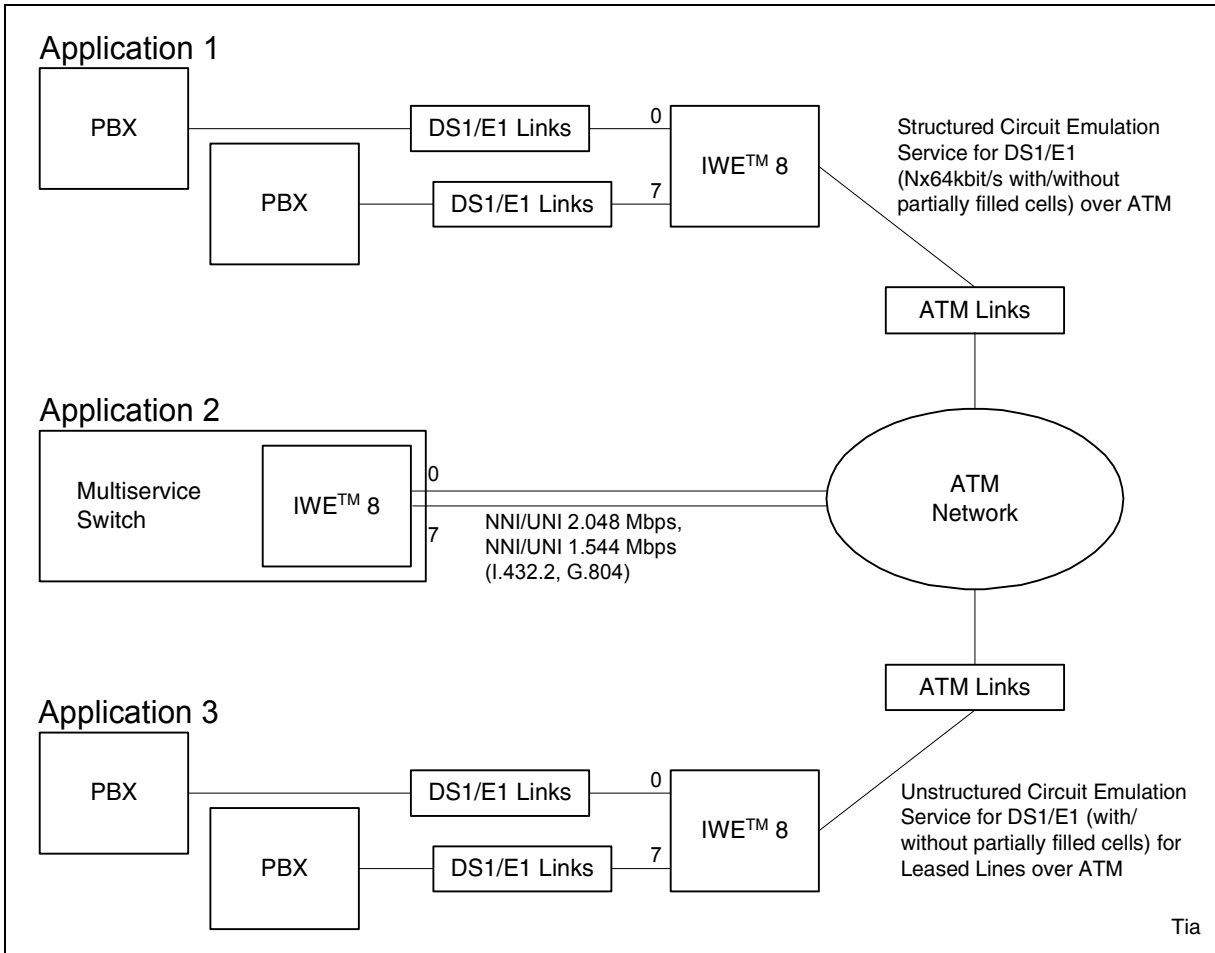 Application 1
PBX
DS1/E1 Links
0
IWE™ 8
Structured Circuit Emulation
Service for DS1/E1
(Nx64kbit/s with/without
partially filled cells) over ATM
PBX
DS1/E1 Links
7
ATM Links
Application 2
Multiservice
Switch
IWE™ 8
0
7
NNI/UNI 2.048 Mbps,
NNI/UNI 1.544 Mbps
(I.432.2, G.804)
ATM
Network
ATM Links
Application 3
PBX
DS1/E1 Links
0
IWE™ 8
Unstructured Circuit Emulation
Service for DS1/E1 (with/
without partially filled cells) for
Leased Lines over ATM
PBX
DS1/E1 Links
7
Tia